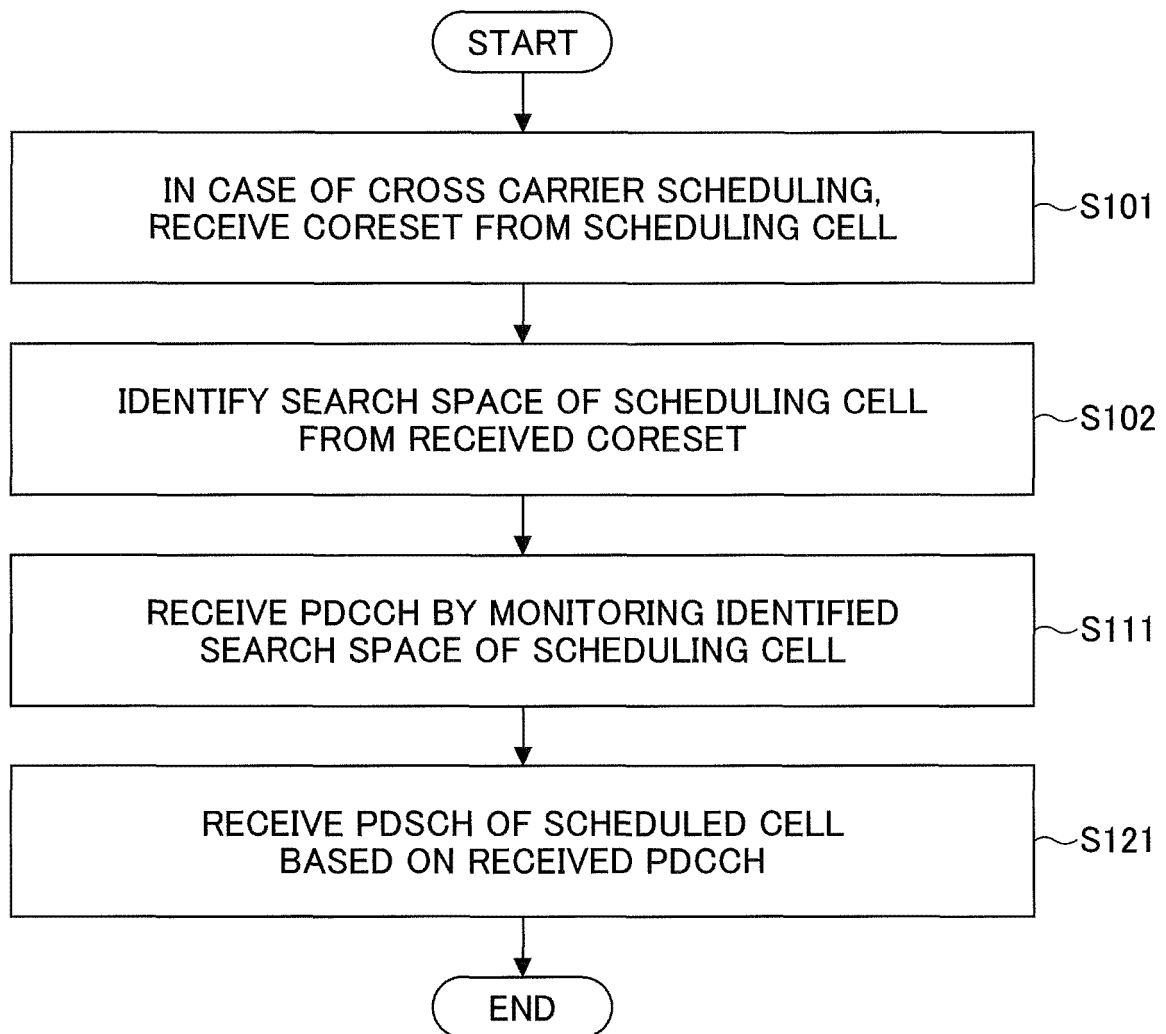 START
IN CASE OF CROSS CARRIER SCHEDULING,
RECEIVE CORESET FROM SCHEDULING CELL
S101
IDENTIFY SEARCH SPACE OF SCHEDULING CELL
FROM RECEIVED CORESET
S102
RECEIVE PDCCH BY MONITORING IDENTIFIED
SEARCH SPACE OF SCHEDULING CELL
S111
RECEIVE PDSCH OF SCHEDULED CELL
BASED ON RECEIVED PDCCH
S121
END